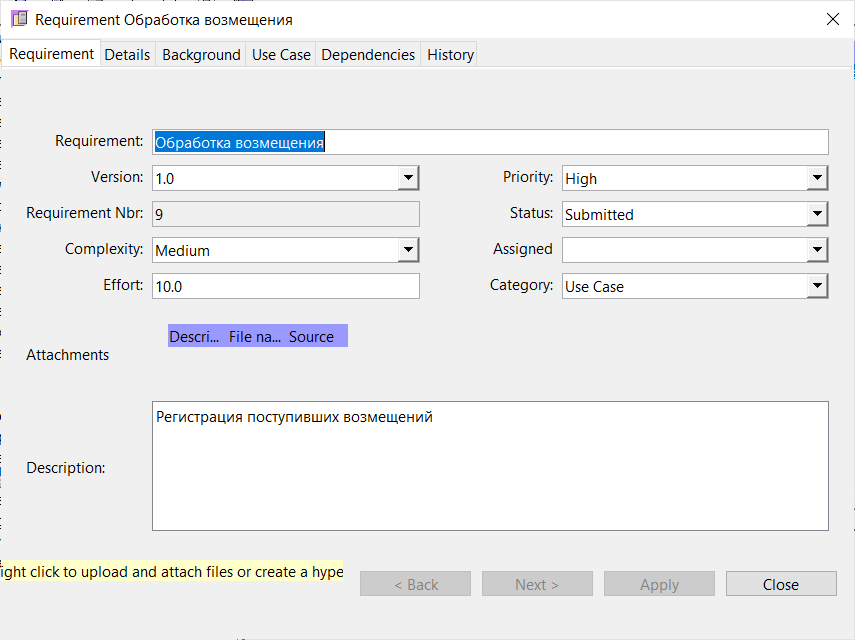 Requirement Обработка возмещения
Requirement Details Background Use Case Dependencies History
Requirement: Обработка возмещения
Version: 1.0 Priority: High
Requirement Nbr: 9 Status: Submitted
Complexity: Medium Assigned
Effort: 10.0 Category: Use Case
Descri... File na... Source
Attachments
Регистрация поступивших возмещений
Description:
ight click to upload and attach files or create a hype
< Back Next > Apply Close